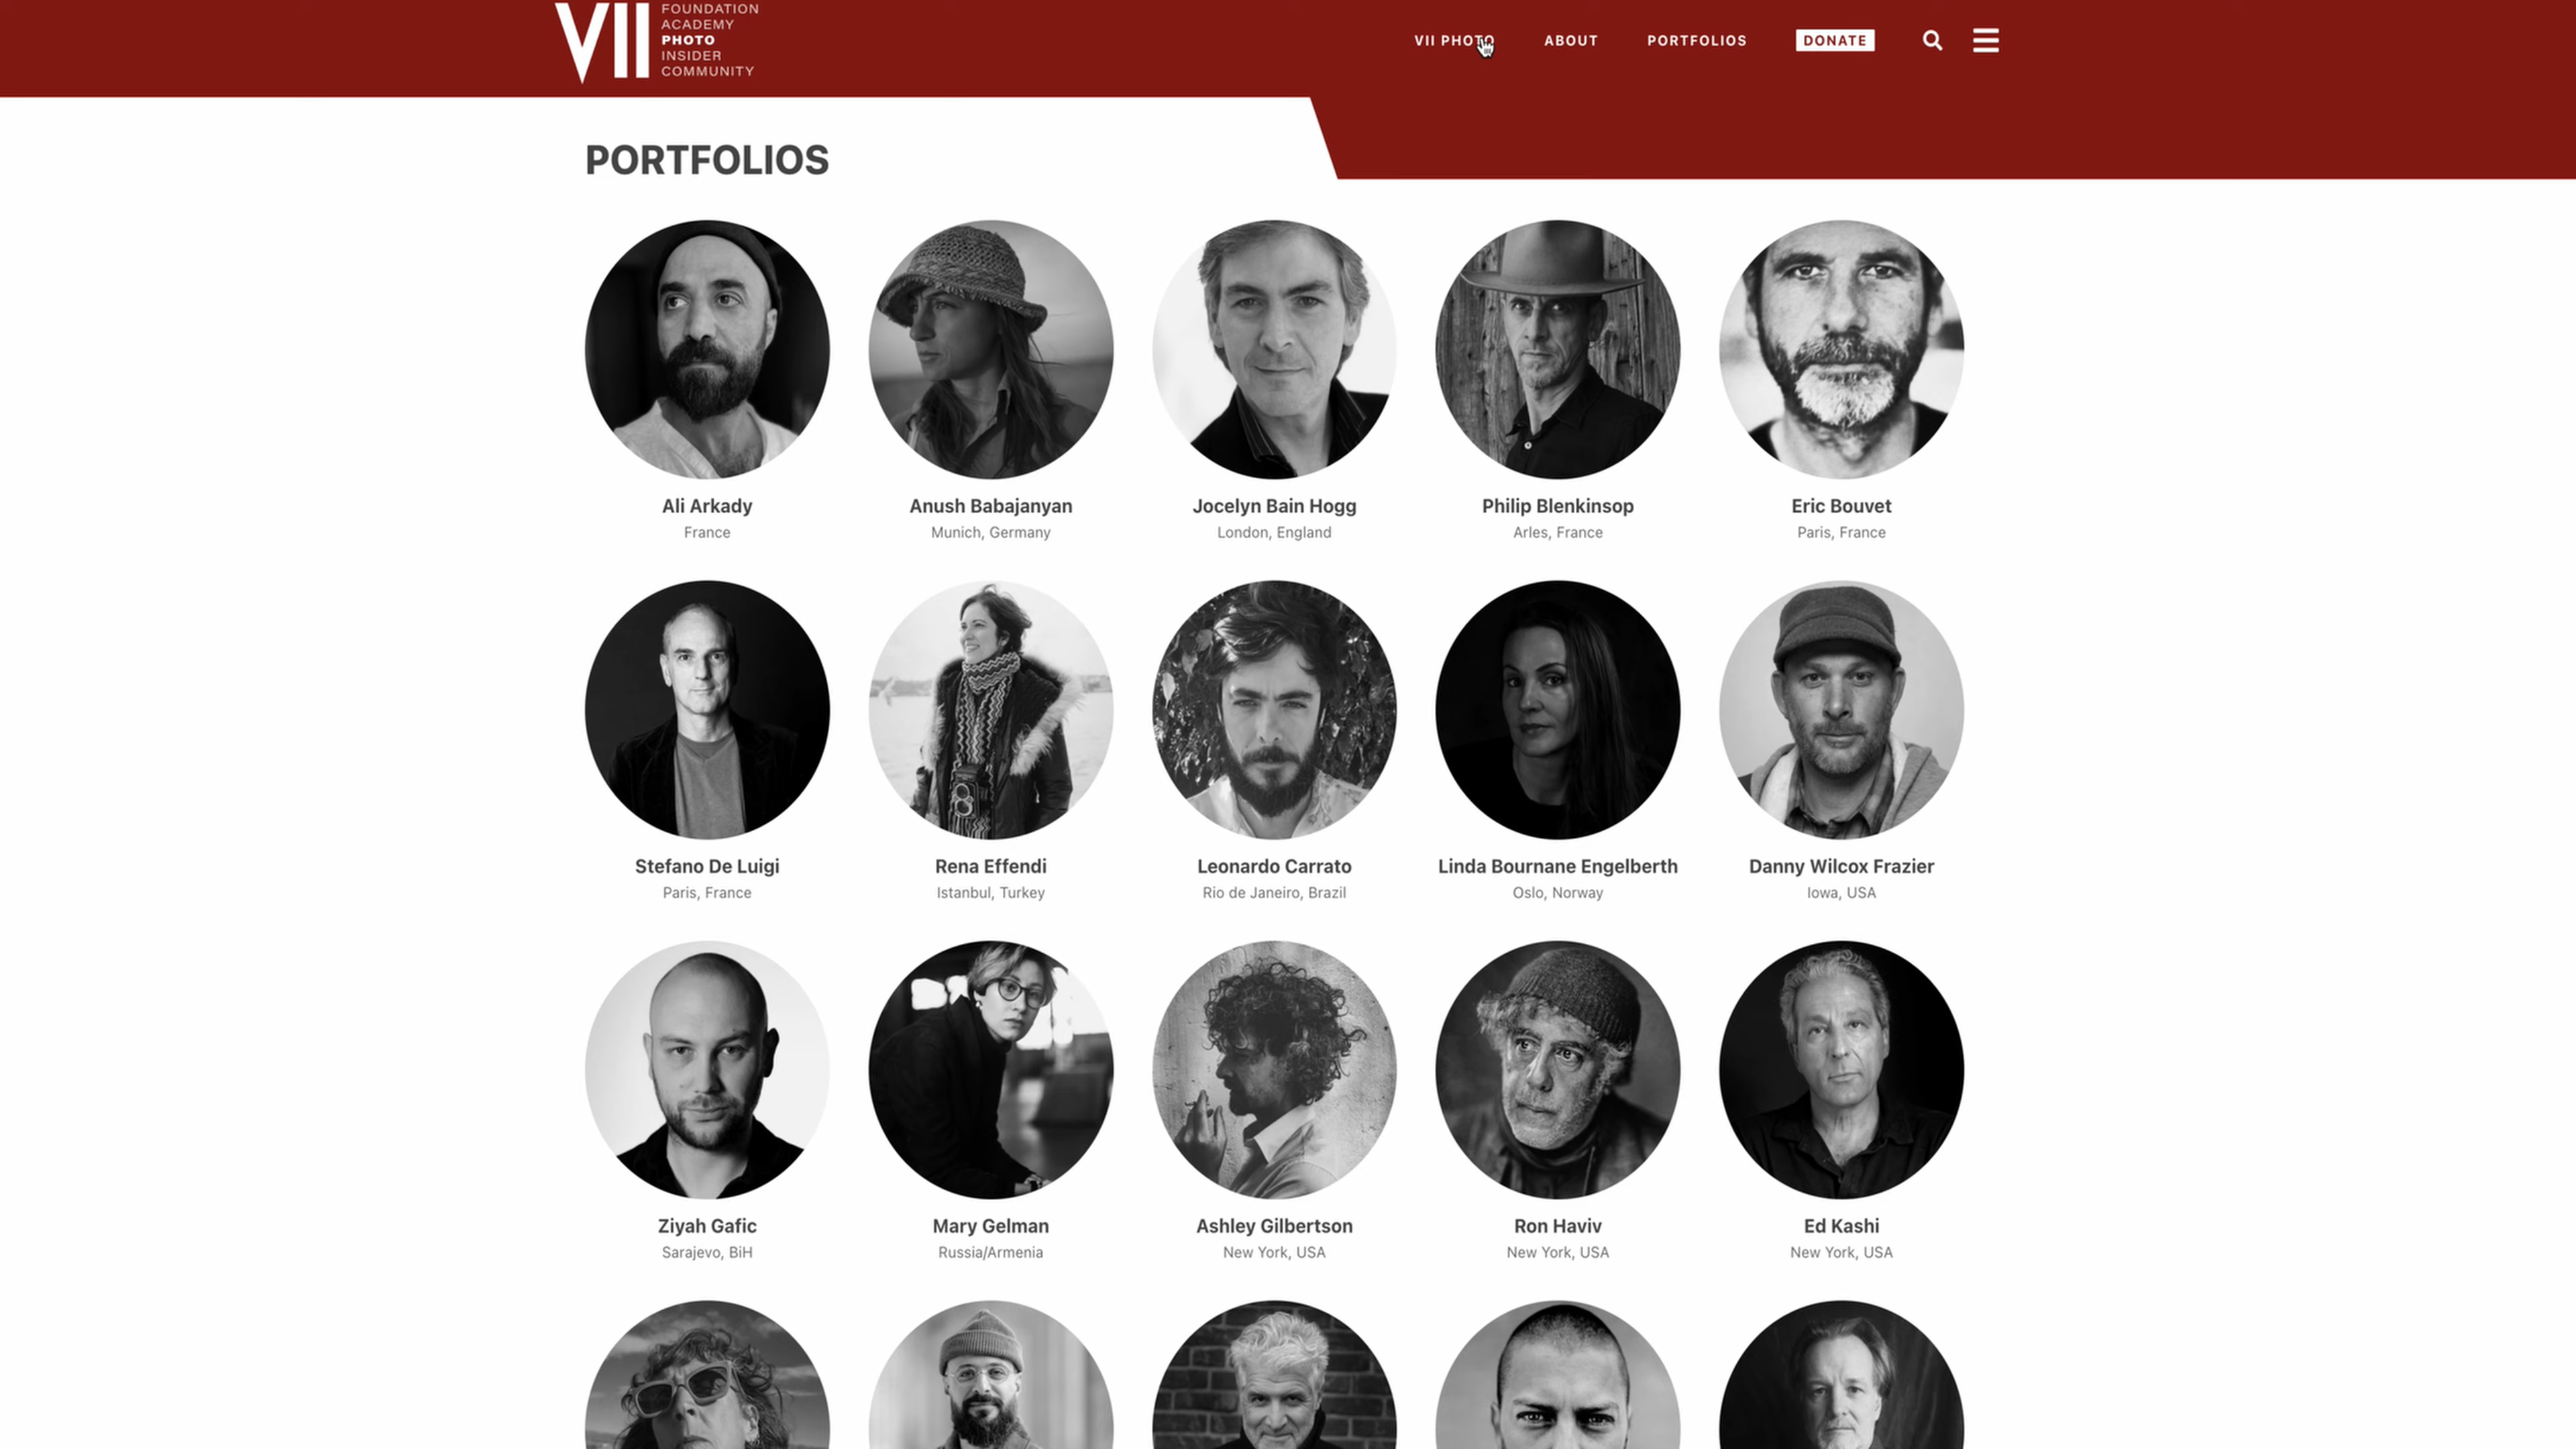 VII
FOUNDATION
ACADEMY
PHOTO
INSIDER
COMMUNITY
VII PHOTO
ABOUT
PORTFOLIOS
DONATE
PORTFOLIOS
Ali Arkady
France
Anush Babajanyan
Munich, Germany
Jocelyn Bain Hogg
London, England
Philip Blenkinsop
Arles, France
Eric Bouvet
Paris, France
Stefano De Luigi
Paris, France
Rena Effendi
Istanbul, Turkey
Leonardo Carrato
Rio de Janeiro, Brazil
Linda Bournane Engelberth
Oslo, Norway
Danny Wilcox Frazier
Iowa, USA
Ziyah Gafic
Sarajevo, BiH
Mary Gelman
Russia/Armenia
Ashley Gilbertson
New York, USA
Ron Haviv
New York, USA
Ed Kashi
New York, USA